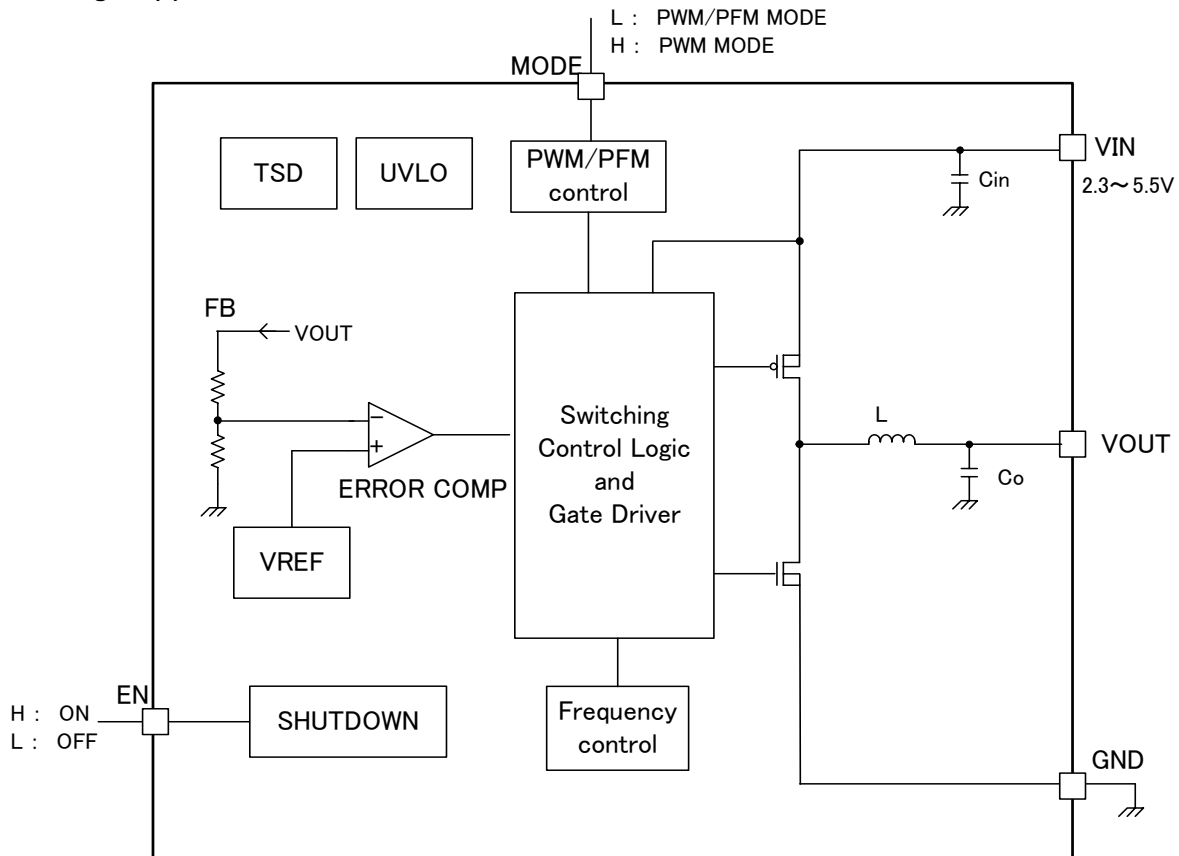 L : PWM/PFM MODE
H : PWM MODE
MODE
TSD
UVLO
PWM/PFM
control
VIN
Cin
2.3～5.5V
FB
VOUT
Switching
Control Logic
and
Gate Driver
L
VOUT
Co
ERROR COMP
VREF
EN
H : ON
L : OFF
SHUTDOWN
Frequency
control
GND